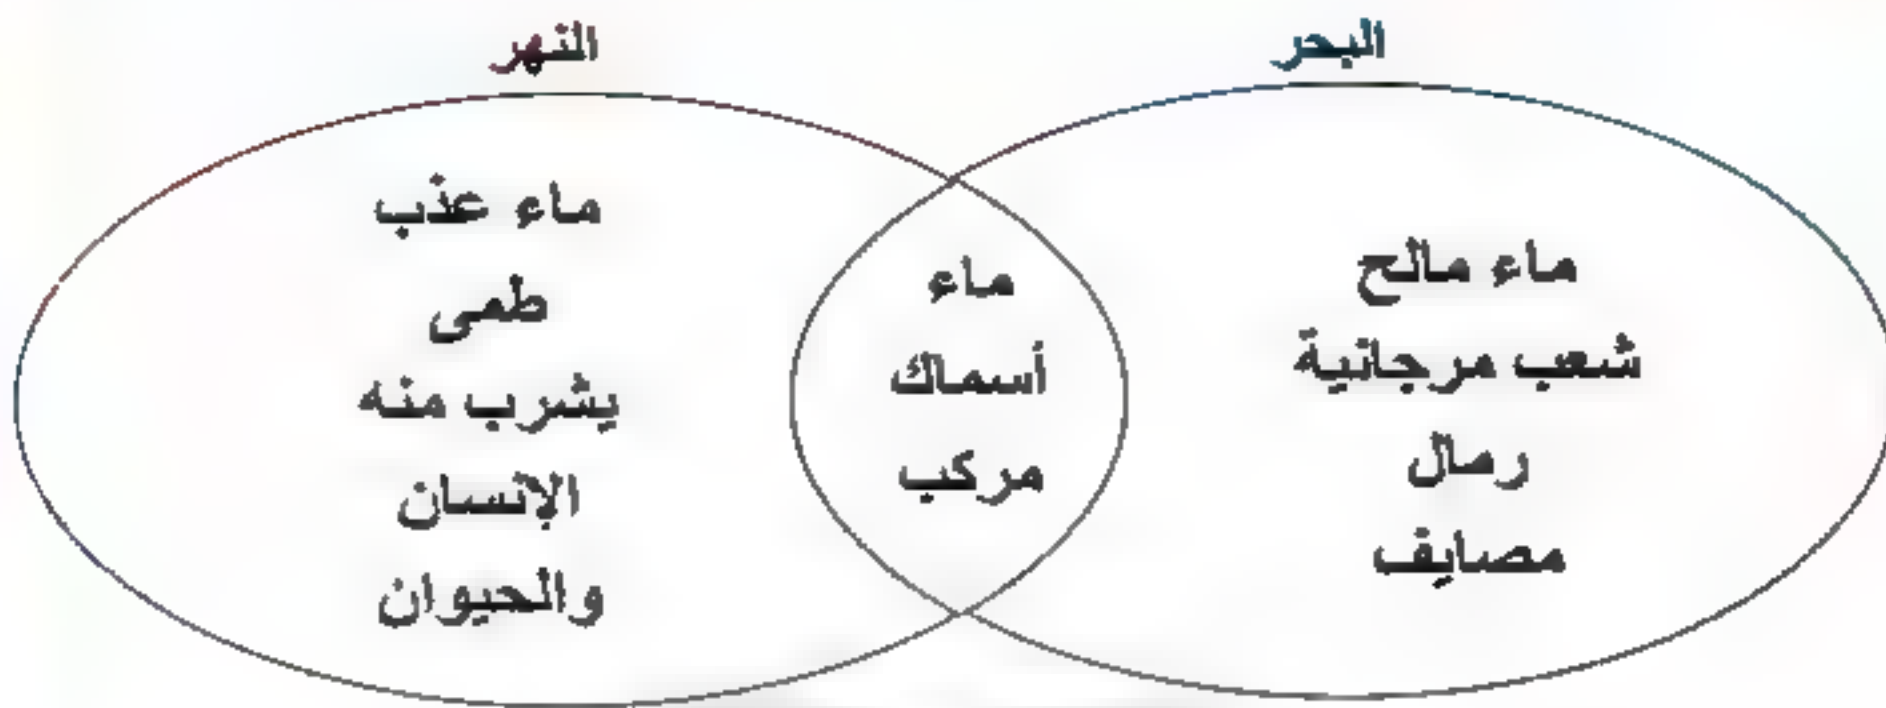 البحر
النهر
ماء مالح
شعب مرجانية
رمال
مصايف
ماء
أسماك
مركب
ماء عذب
طمى
يشرب منه
الإنسان
والحيوان